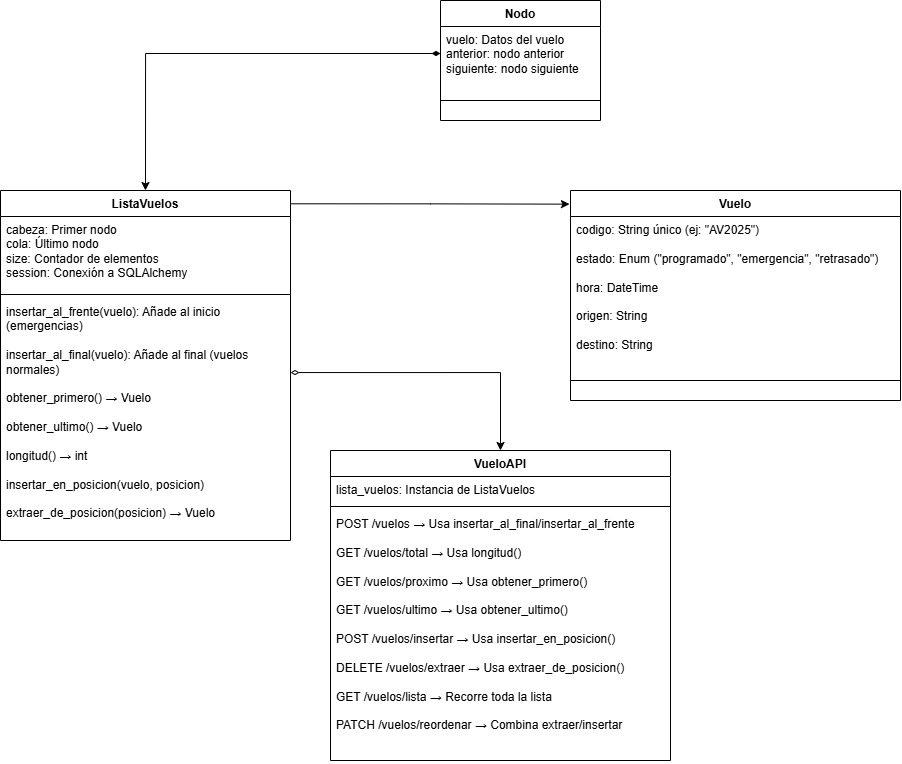 Nodo
vuelo: Datos del vuelo
anterior: nodo anterior
siguiente: nodo siguiente
ListaVuelos
cabeza: Primer nodo
cola: Último nodo
size: Contador de elementos
session: Conexión a SQLAlchemy
insertar_al_frente(vuelo): Añade al inicio
(emergencias)
insertar_al_final(vuelo): Añade al final (vuelos
normales)
obtener_primero() → Vuelo
obtener_ultimo() → Vuelo
longitud() → int
insertar_en_posicion(vuelo, posicion)
extraer_de_posicion(posicion) → Vuelo
Vuelo
codigo: String único (ej: "AV2025")
estado: Enum ("programado", "emergencia", "retrasado")
hora: DateTime
origen: String
destino: String
VueloAPI
lista_vuelos: Instancia de ListaVuelos
POST /vuelos → Usa insertar_al_final/insertar_al_frente
GET /vuelos/total → Usa longitud()
GET /vuelos/proximo → Usa obtener_primero()
GET /vuelos/ultimo → Usa obtener_ultimo()
POST /vuelos/insertar → Usa insertar_en_posicion()
DELETE /vuelos/extraer → Usa extraer_de_posicion()
GET /vuelos/lista → Recorre toda la lista
PATCH /vuelos/reordenar → Combina extraer/insertar